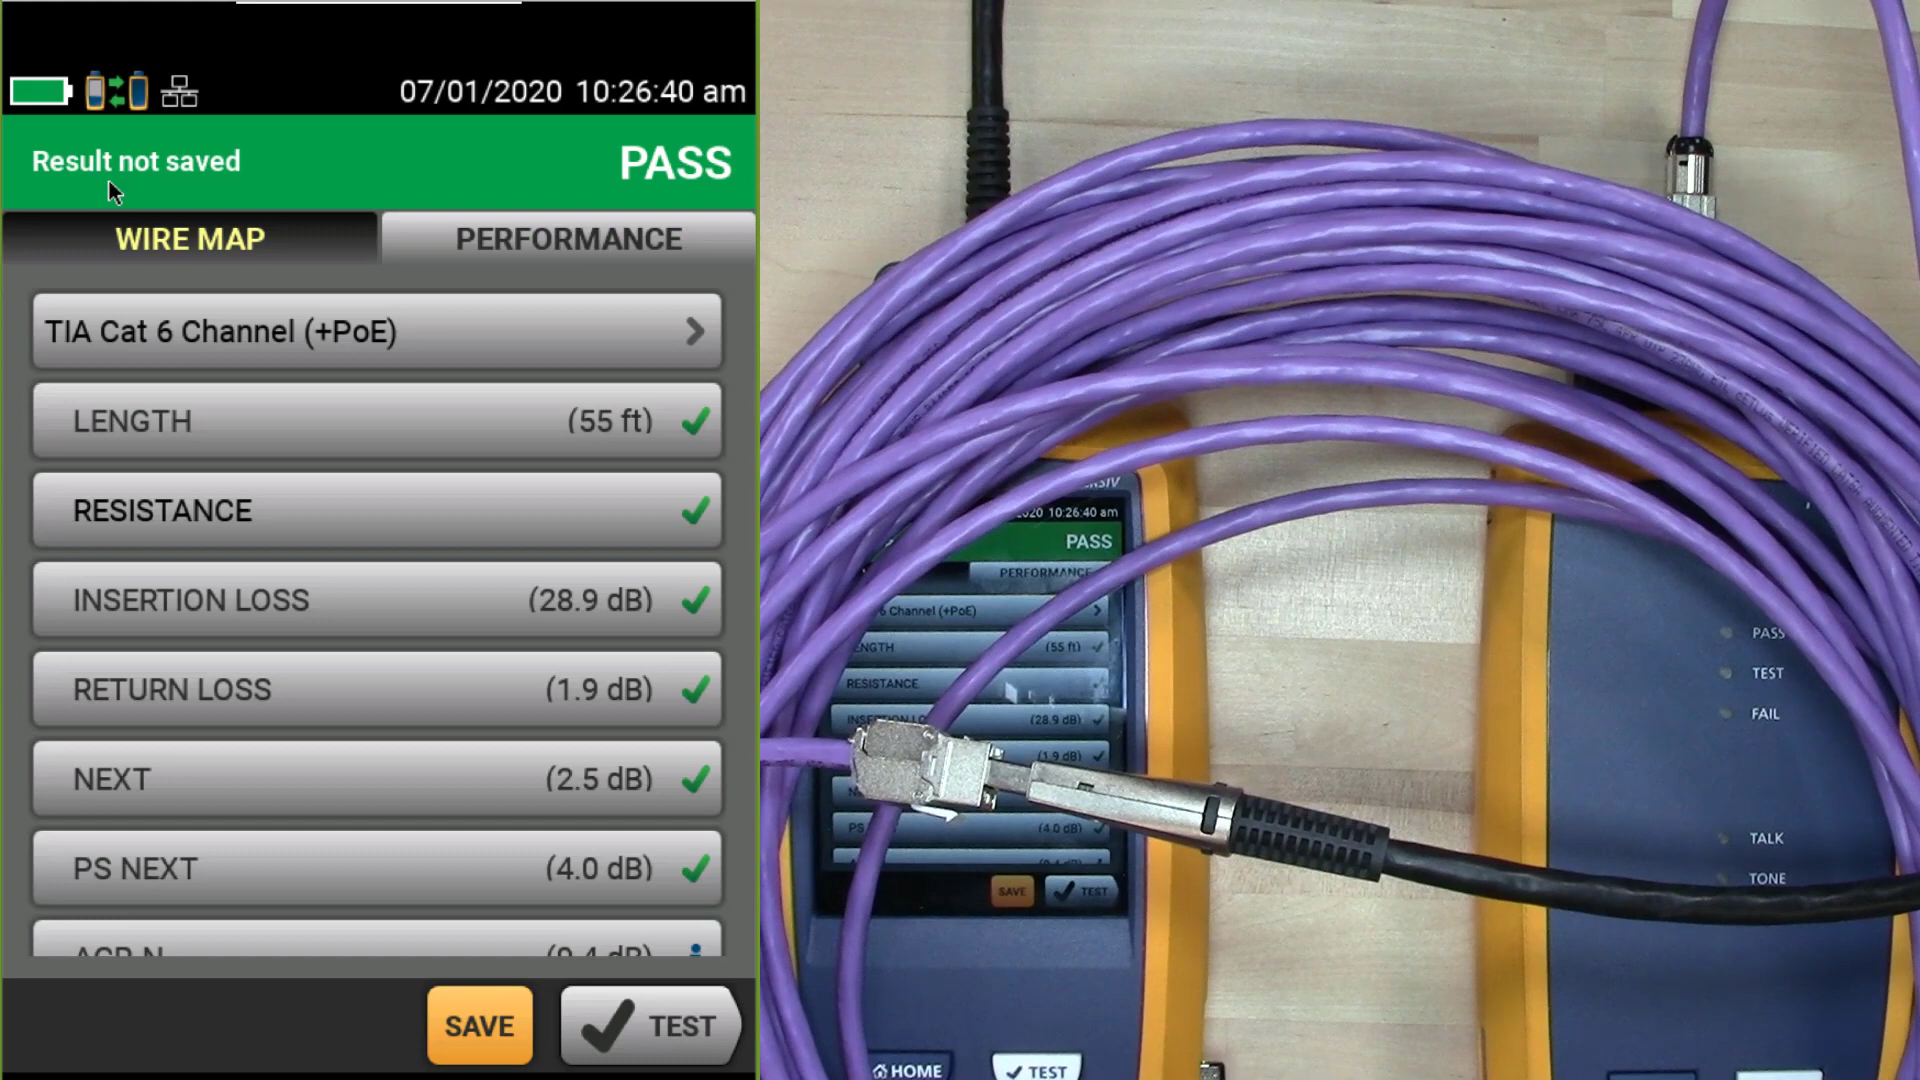 07/01/2020 10:26:40 am
Result not saved
PASS
WIRE MAP
PERFORMANCE
TIA Cat 6 Channel (+PoE)
LENGTH (55 ft)
RESISTANCE
INSERTION LOSS (28.9 dB)
RETURN LOSS (1.9 dB)
NEXT (2.5 dB)
PS NEXT (4.0 dB)
SAVE
TEST
10:26:40 am
PASS
PERFORMANCE
6 Channel (+PoE)
(55 ft)
RESISTANCE
(28.9 dB)
(1.9 dB)
PS (4.0 dB)
SAVE
TEST
HOME
TEST
PASS
TEST
FAIL
TALK
TONE